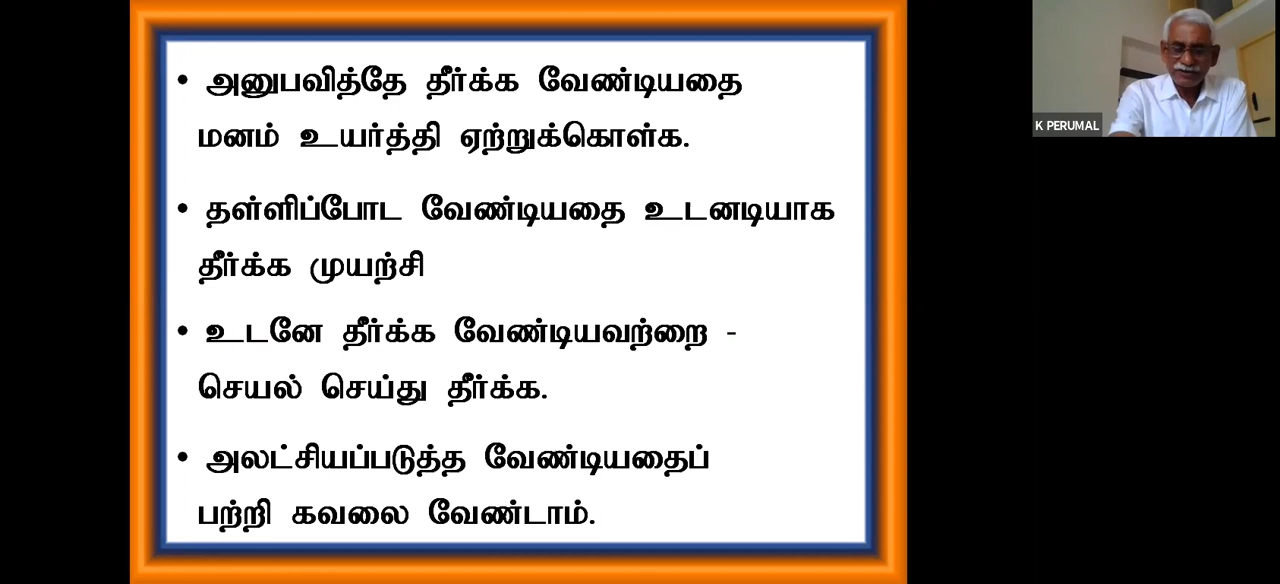 • அனுபவித்தே தீர்க்க வேண்டியதை
மனம் உயர்த்தி ஏற்றுக்கொள்க.
• தள்ளிப்போட வேண்டியதை உடனடியாக
தீர்க்க முயற்சி
• உடனே தீர்க்க வேண்டியவற்றை -
செயல் செய்து தீர்க்க.
• அலட்சியப்படுத்த வேண்டியதைப்
பற்றி கவலை வேண்டாம்.
K PERUMAL